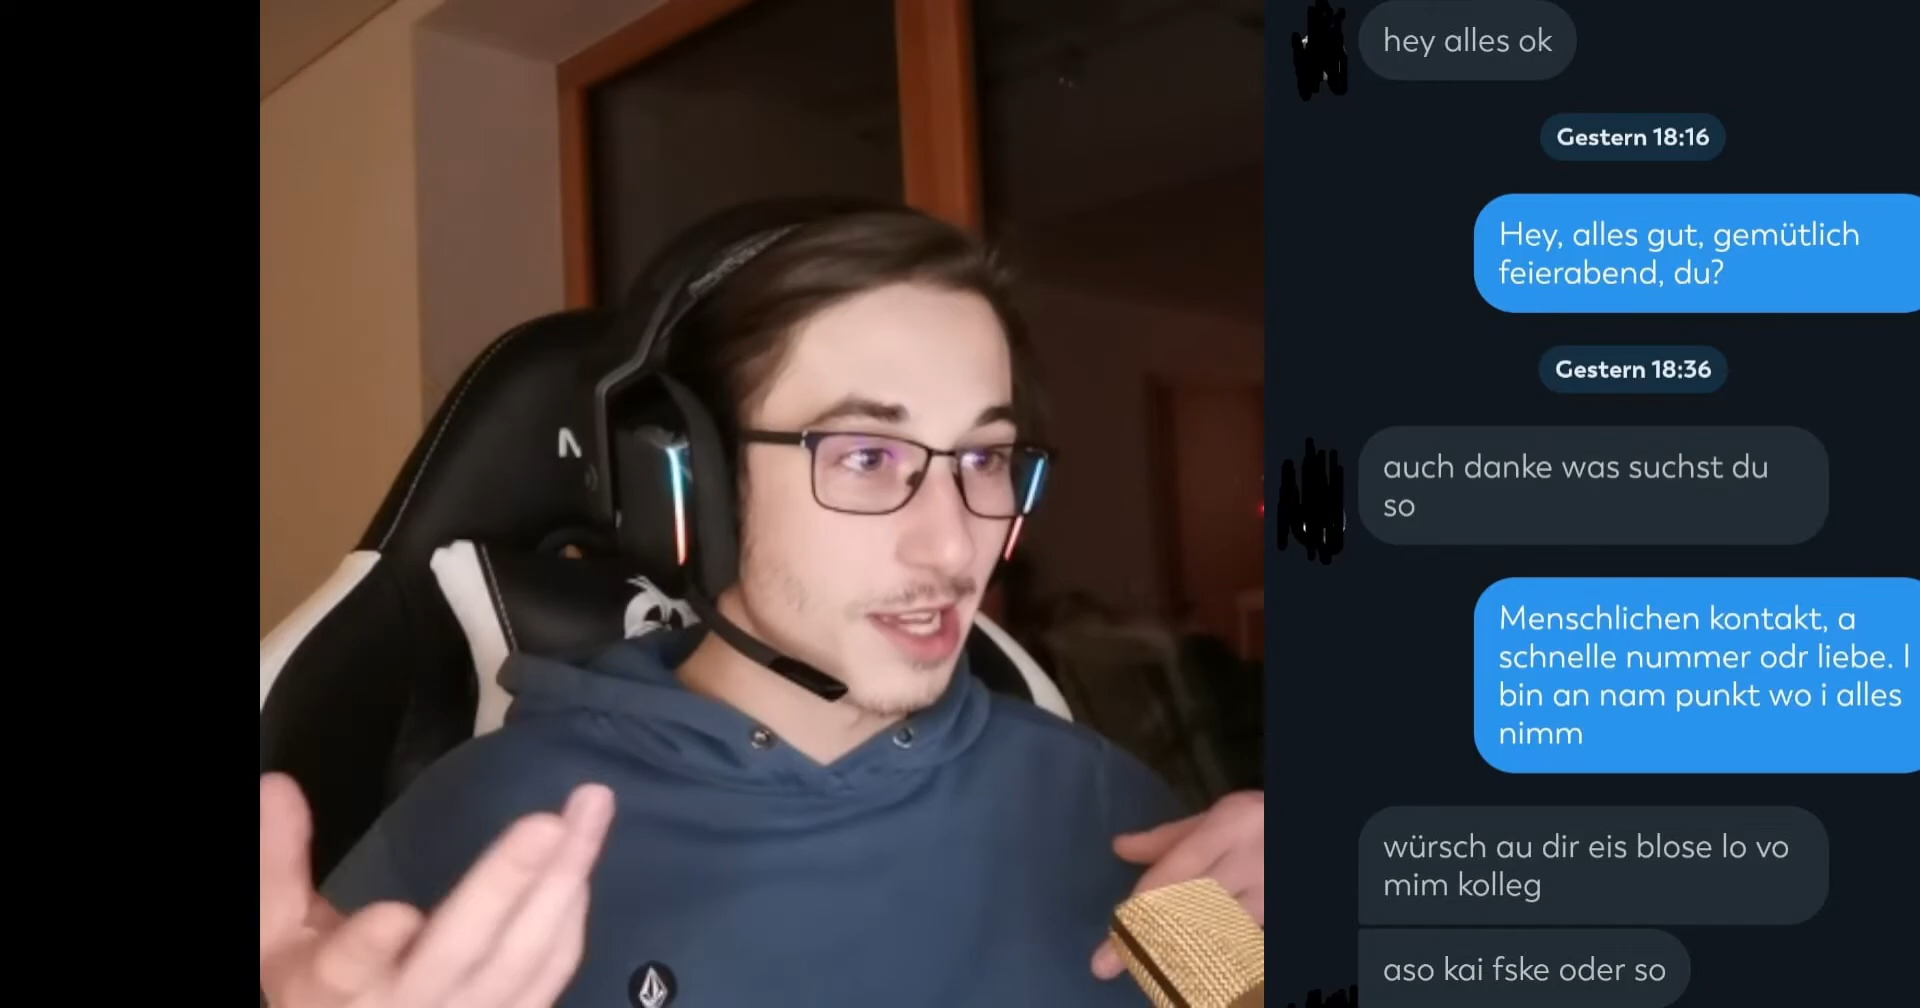 hey alles ok
Gestern 18:16
Hey, alles gut, gemütlich
feierabend, du?
Gestern 18:36
auch danke was suchst du
so
Menschlichen kontakt, a
schnelle nummer odr liebe. I
bin an nam punkt wo i alles
nimm
würsch au dir eis blose lo vo
mim kolleg
aso kai fske oder so